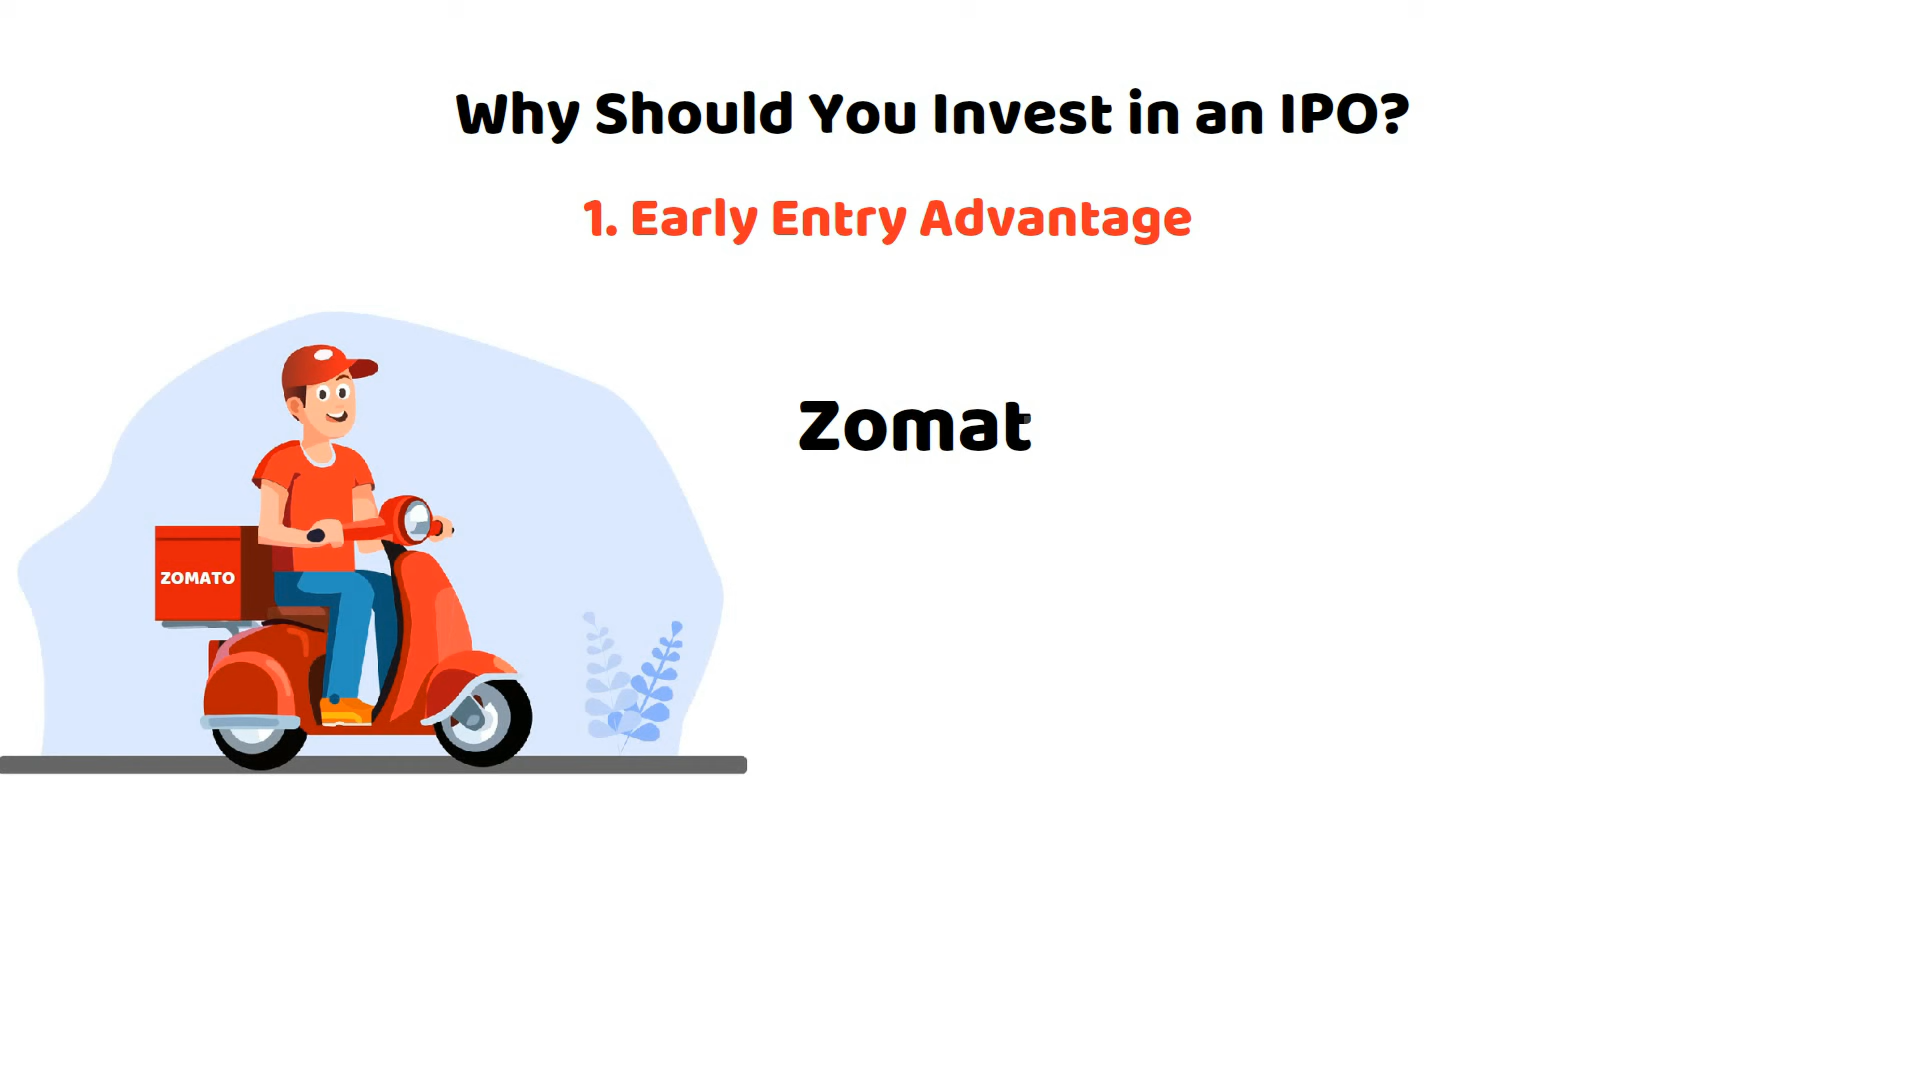 Why Should You Invest in an IPO?
1. Early Entry Advantage
Zomat
ZOMATO